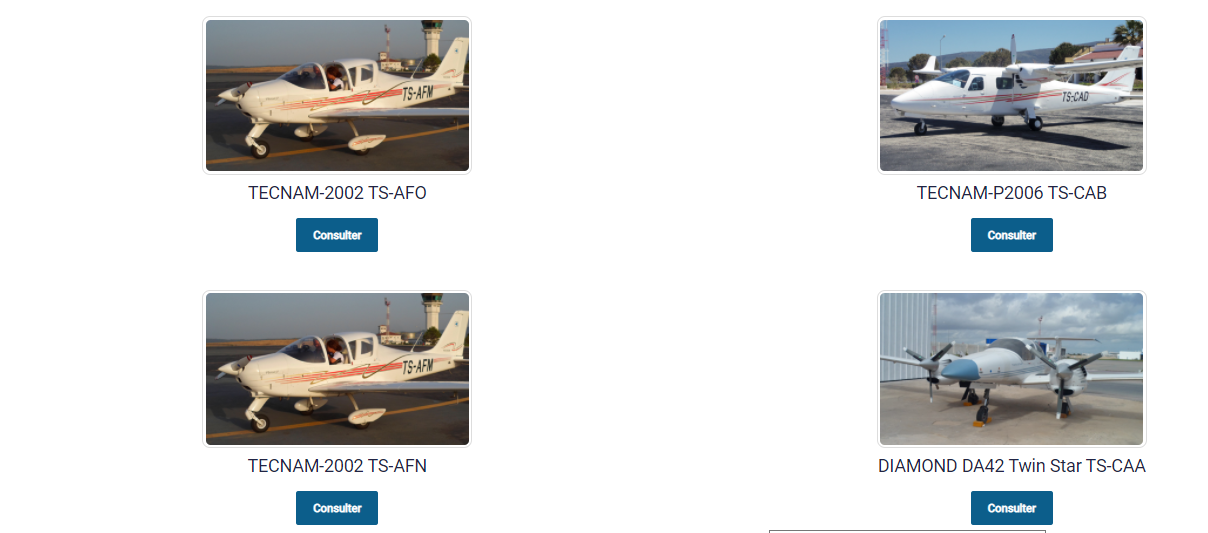 TS-AFM
TS-CAD
TECNAM-2002 TS-AFO
TECNAM-P2006 TS-CAB
Consulter
Consulter
TS-AFM
TECNAM-2002 TS-AFN
DIAMOND DA42 Twin Star TS-CAA
Consulter
Consulter